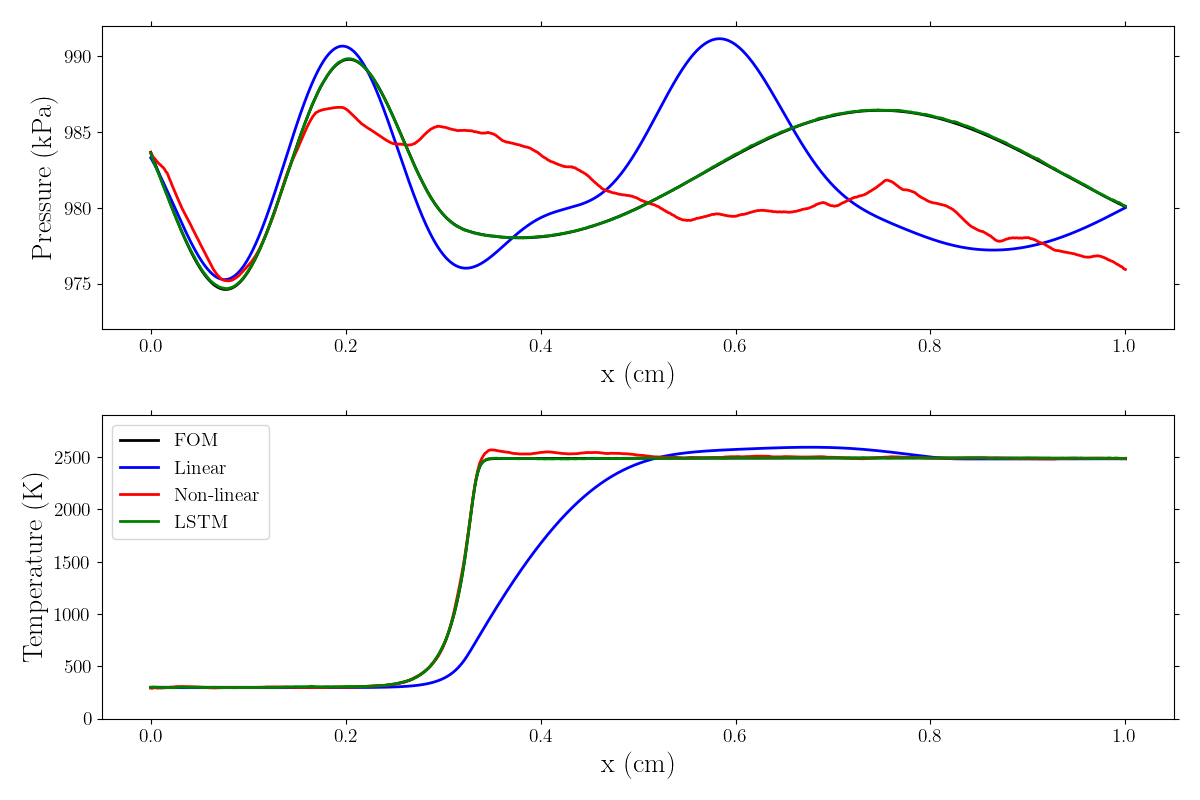 990
985
980
975
Pressure (kPa)
0.0 0.2 0.4 0.6 0.8 1.0
x (cm)
2500
2000
1500
1000
500
0
Temperature (K)
FOM
Linear
Non-linear
LSTM
0.0 0.2 0.4 0.6 0.8 1.0
x (cm)